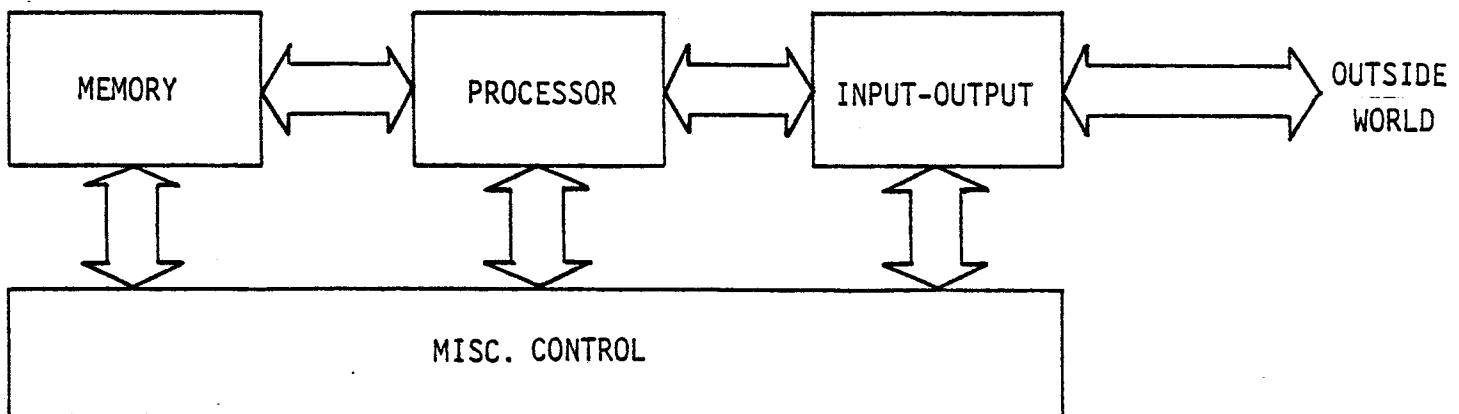 MEMORY
PROCESSOR
INPUT-OUTPUT
OUTSIDE
WORLD
MISC. CONTROL